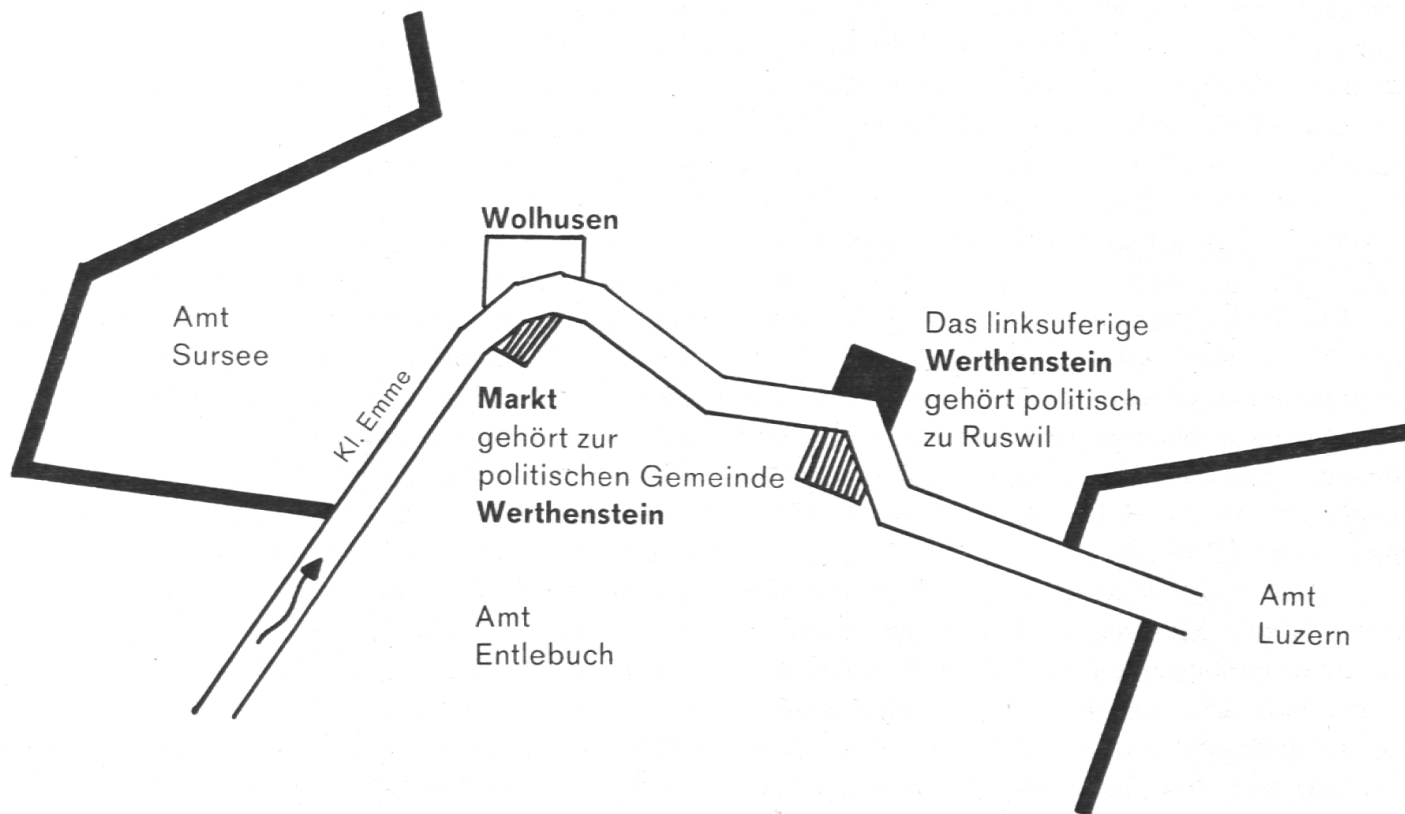 Wolhusen
Amt
Sursee
Kl. Emme
Das linksuferige
Werthenstein
gehört politisch
zu Ruswil
Markt
gehört zur
politischen Gemeinde
Werthenstein
Amt
Entlebuch
Amt
Luzern